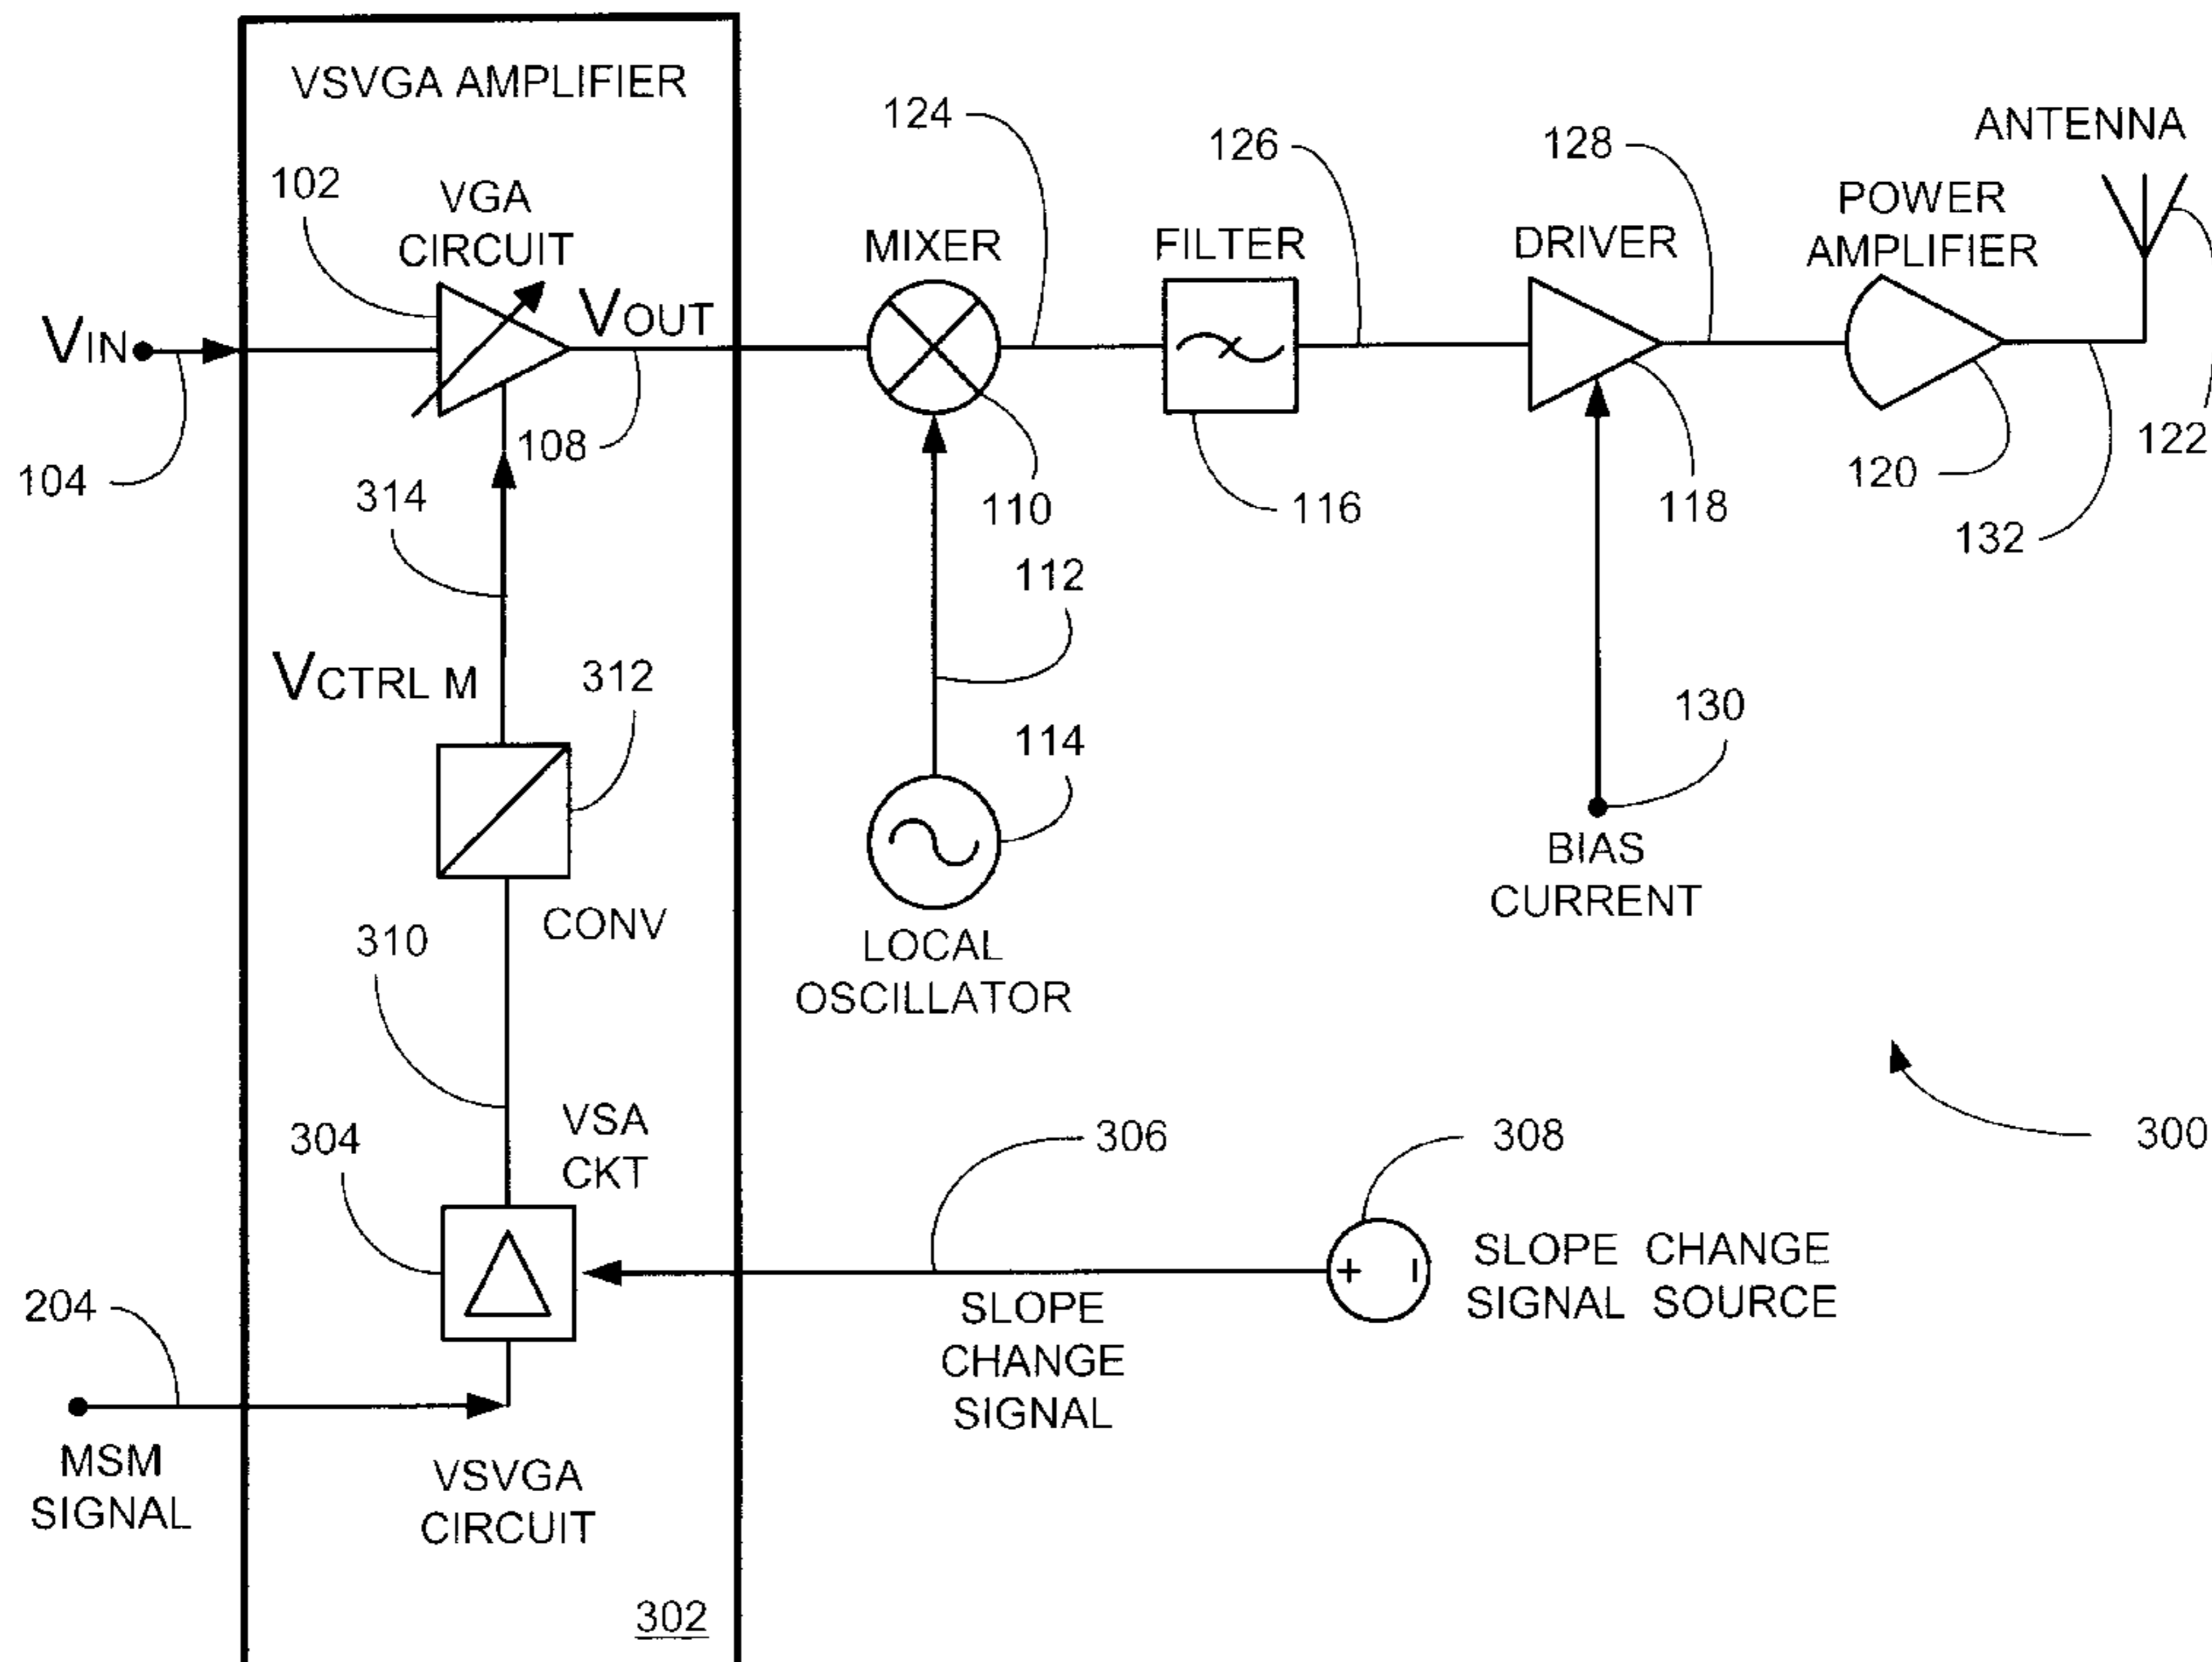 VSVGA AMPLIFIER
124
126
128
ANTENNA
102
VGA
CIRCUIT
MIXER
FILTER
DRIVER
POWER
AMPLIFIER
VIN
VOUT
104
108
314
110
116
118
120
122
132
112
VCTRL M
312
114
130
CONV
310
LOCAL
OSCILLATOR
BIAS
CURRENT
304
VSA
CKT
306
308
300
204
SLOPE
CHANGE
SIGNAL
SLOPE CHANGE
SIGNAL SOURCE
+ −
MSM
SIGNAL
VSVGA
CIRCUIT
302